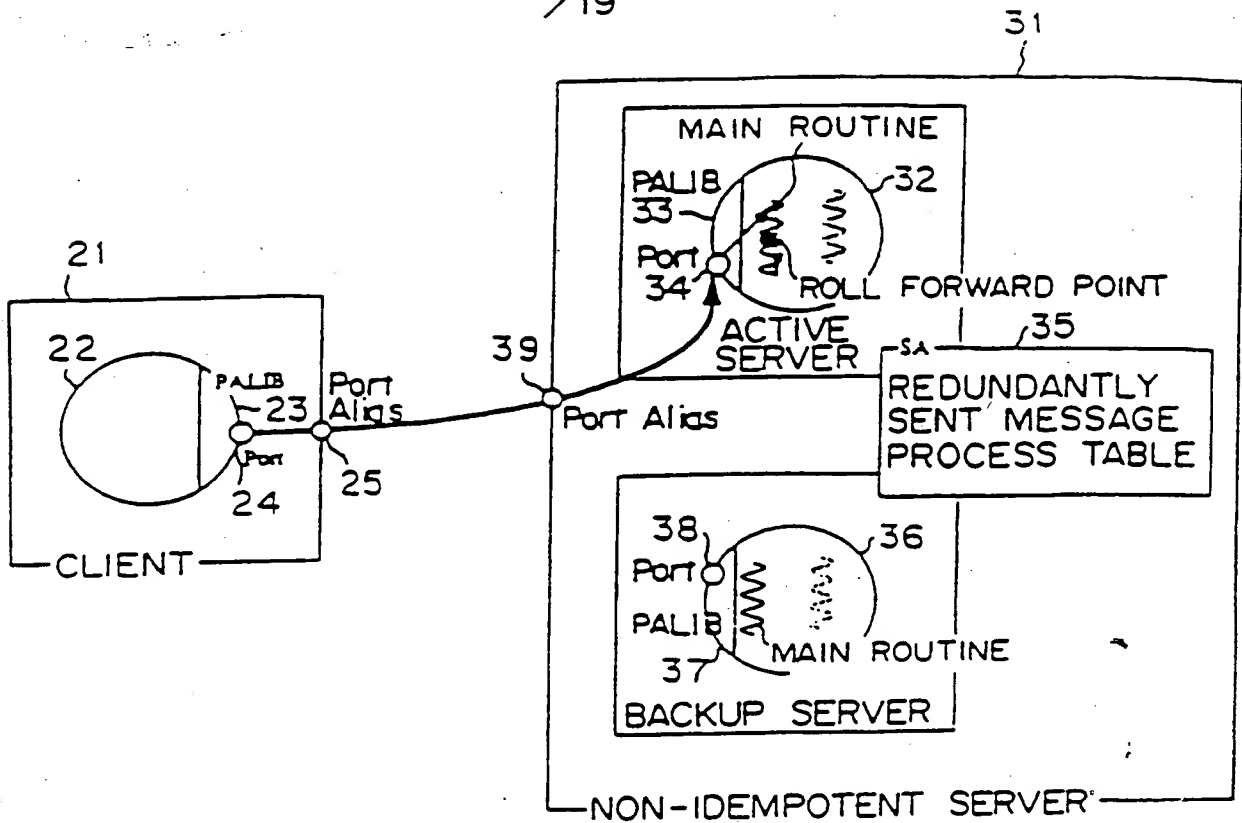 19
31
MAIN ROUTINE
PALIB
32
33
21
Port
34
ROLL FORWARD POINT
ACTIVE
SERVER
39
35
SA
22
PALIB
Port
Alias
23
REDUNDANTLY
SENT MESSAGE
PROCESS TABLE
Port Alias
Port
24
25
38
36
Port
CLIENT
PALIB
MAIN ROUTINE
37
BACKUP SERVER
NON-IDEMPOTENT SERVER